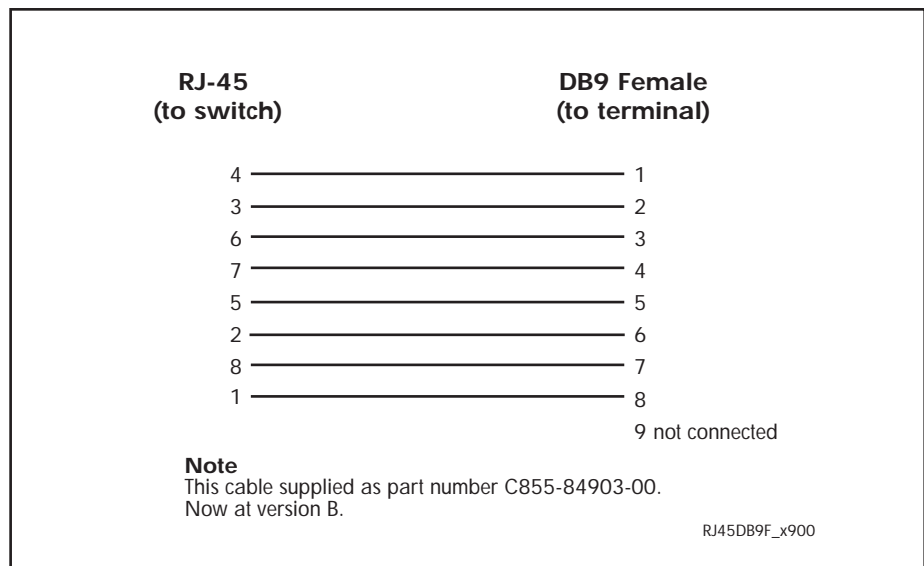 RJ-45 DB9 Female
(to switch) (to terminal)
4 1
3 2
6 3
7 4
5 5
2 6
8 7
1 8
9 not connected
Note
This cable supplied as part number C855-84903-00.
Now at version B.
RJ45DB9F_x900